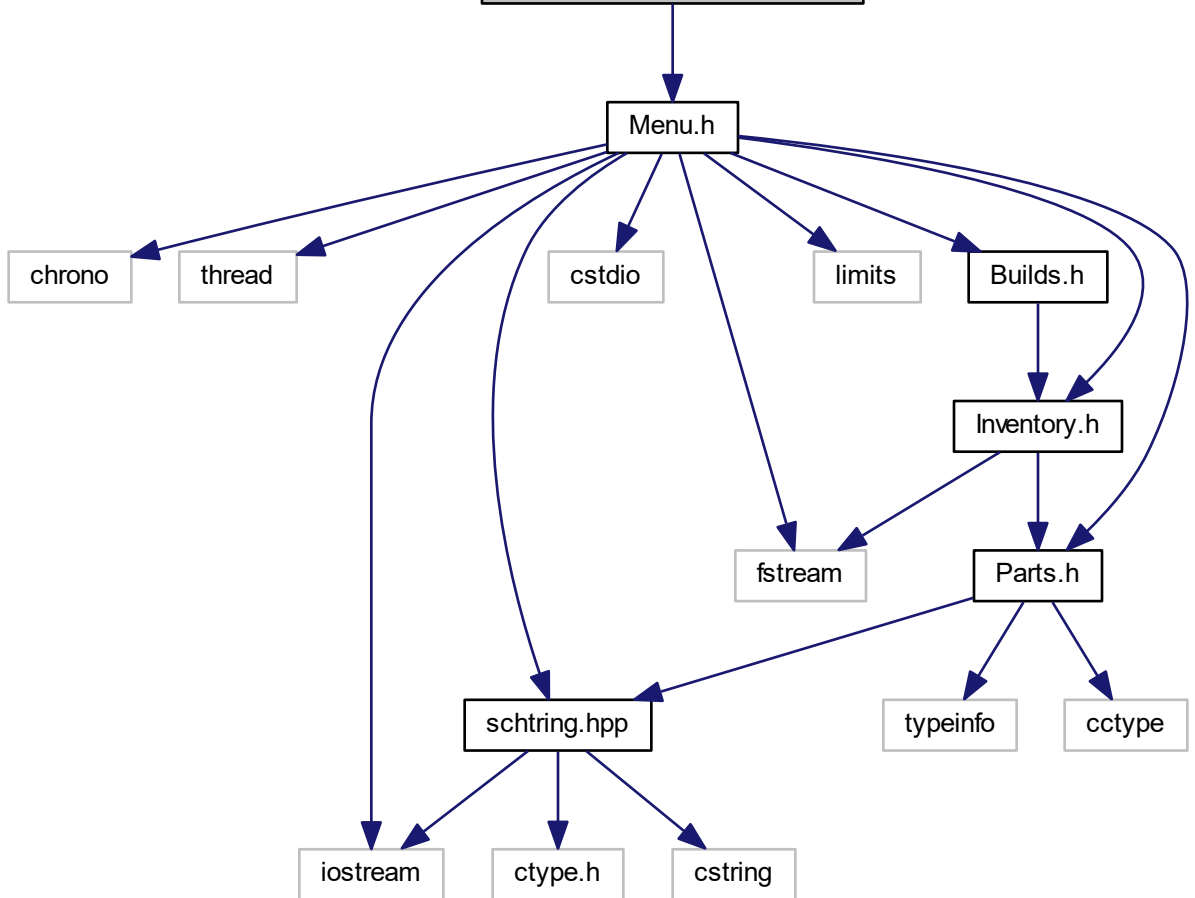 Menu.h
chrono
thread
cstdio
limits
Builds.h
Inventory.h
fstream
Parts.h
schtring.hpp
typeinfo
cctype
iostream
ctype.h
cstring